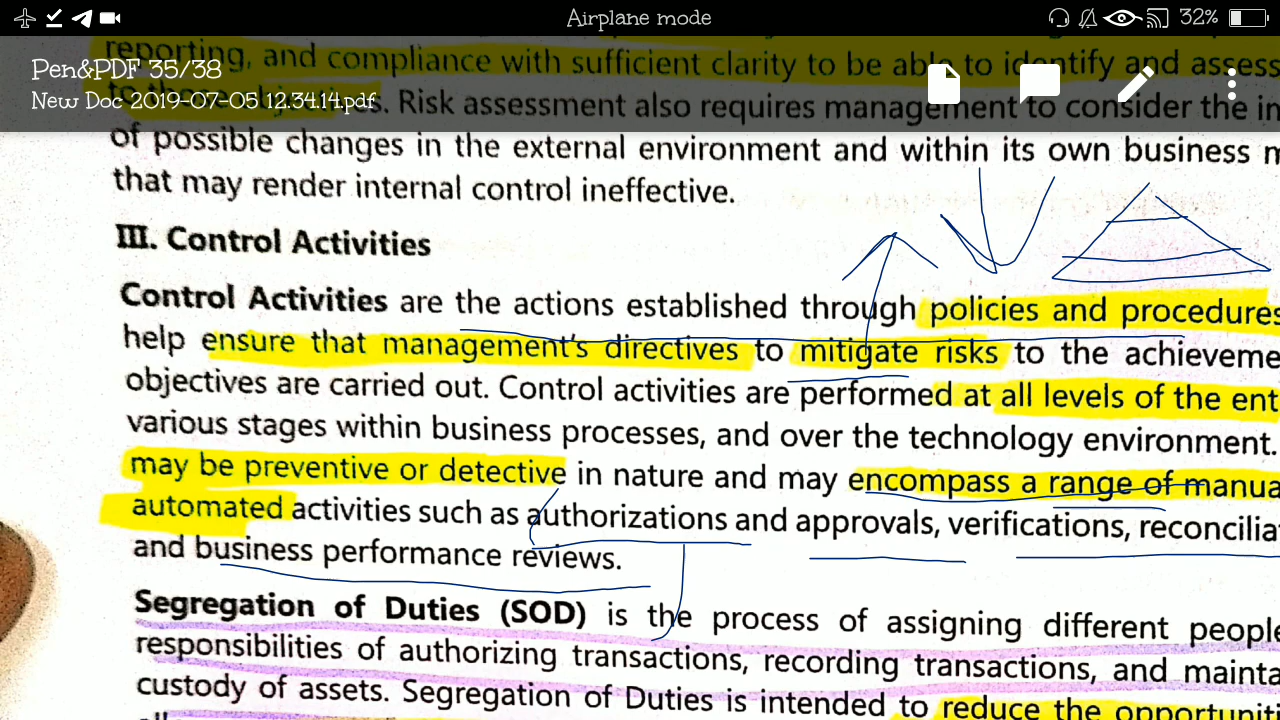 Airplane mode
32%
Pen&PDF 35/38
New Doc 2019-07-05 12.34.14.pdf
reporting, and compliance with sufficient clarity to be able to identify and assess
Risk assessment also requires management to consider the
of possible changes in the external environment and within its own business
that may render internal control ineffective.
III. Control Activities
Control Activities are the actions established through policies and procedures
help ensure that management's directives to mitigate risks to the achieveme
objectives are carried out. Control activities are performed at all levels of the ent
various stages within business processes, and over the technology environment.
may be preventive or detective in nature and may encompass a range of manua
automated activities such as authorizations and approvals, verifications, reconcilia
and business performance reviews.
Segregation of Duties (SOD) is the process of assigning different people
responsibilities of authorizing transactions, recording transactions, and mainta
custody of assets. Segregation of Duties is intended to reduce the opportuniti